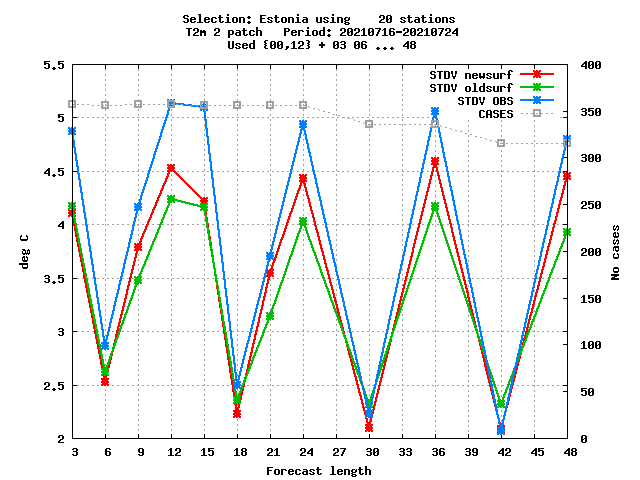 Selection: Estonia using    20 stations
T2m 2 patch   Period: 20210716-20210724
Used {00,12} + 03 06 ... 48
STDV newsurf
STDV oldsurf
STDV OBS
CASES
5.5
5
4.5
4
3.5
3
2.5
2
deg C
400
350
300
250
200
150
100
50
0
No cases
3 6 9 12 15 18 21 24 27 30 33 36 39 42 45 48
Forecast length